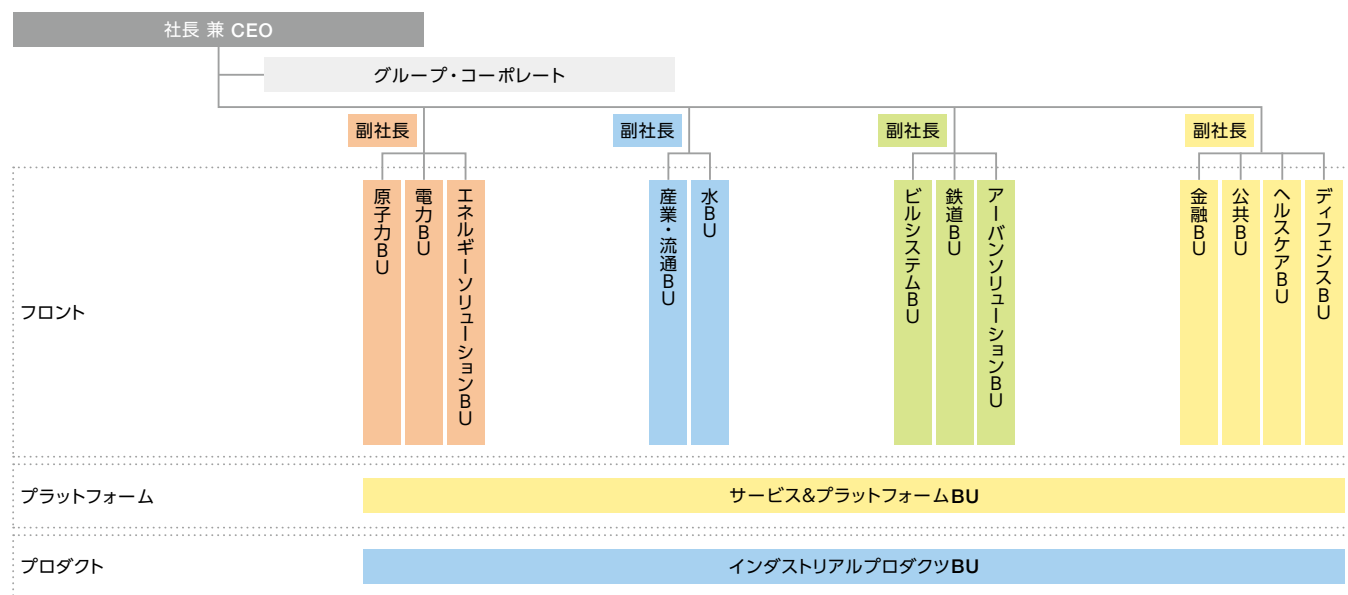 社長 兼 CEO
グループ・コーポレート
副社長
副社長
副社長
副社長
フロント
原子力BU
電力BU
エネルギーソリューションBU
産業・流通BU
水BU
ビルシステムBU
鉄道BU
アーバンソリューションBU
金融BU
公共BU
ヘルスケアBU
ディフェンスBU
プラットフォーム
サービス&プラットフォームBU
プロダクト
インダストリアルプロダクツBU